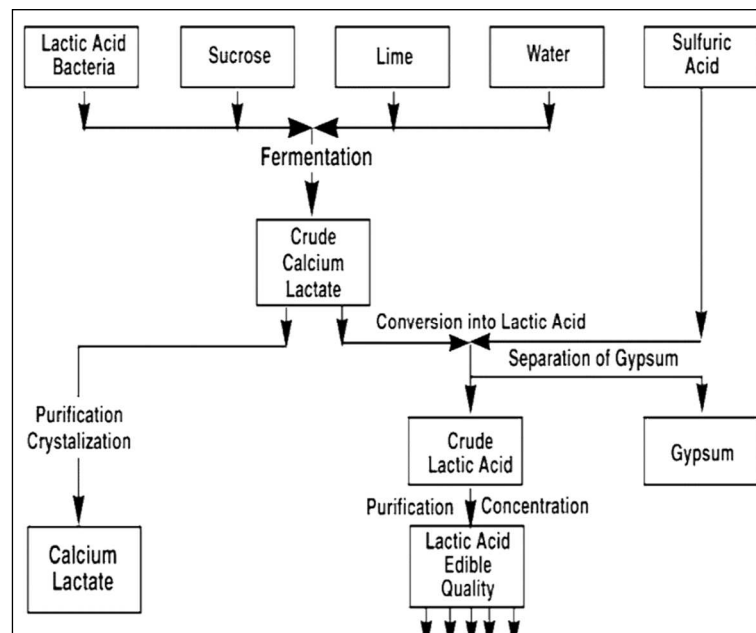 Lactic Acid
Bacteria
Sucrose
Lime
Water
Sulfuric
Acid
Fermentation
Crude
Calcium
Lactate
Conversion into Lactic Acid
Separation of Gypsum
Purification
Crystalization
Crude
Lactic Acid
Gypsum
Purification Concentration
Calcium
Lactate
Lactic Acid
Edible
Quality